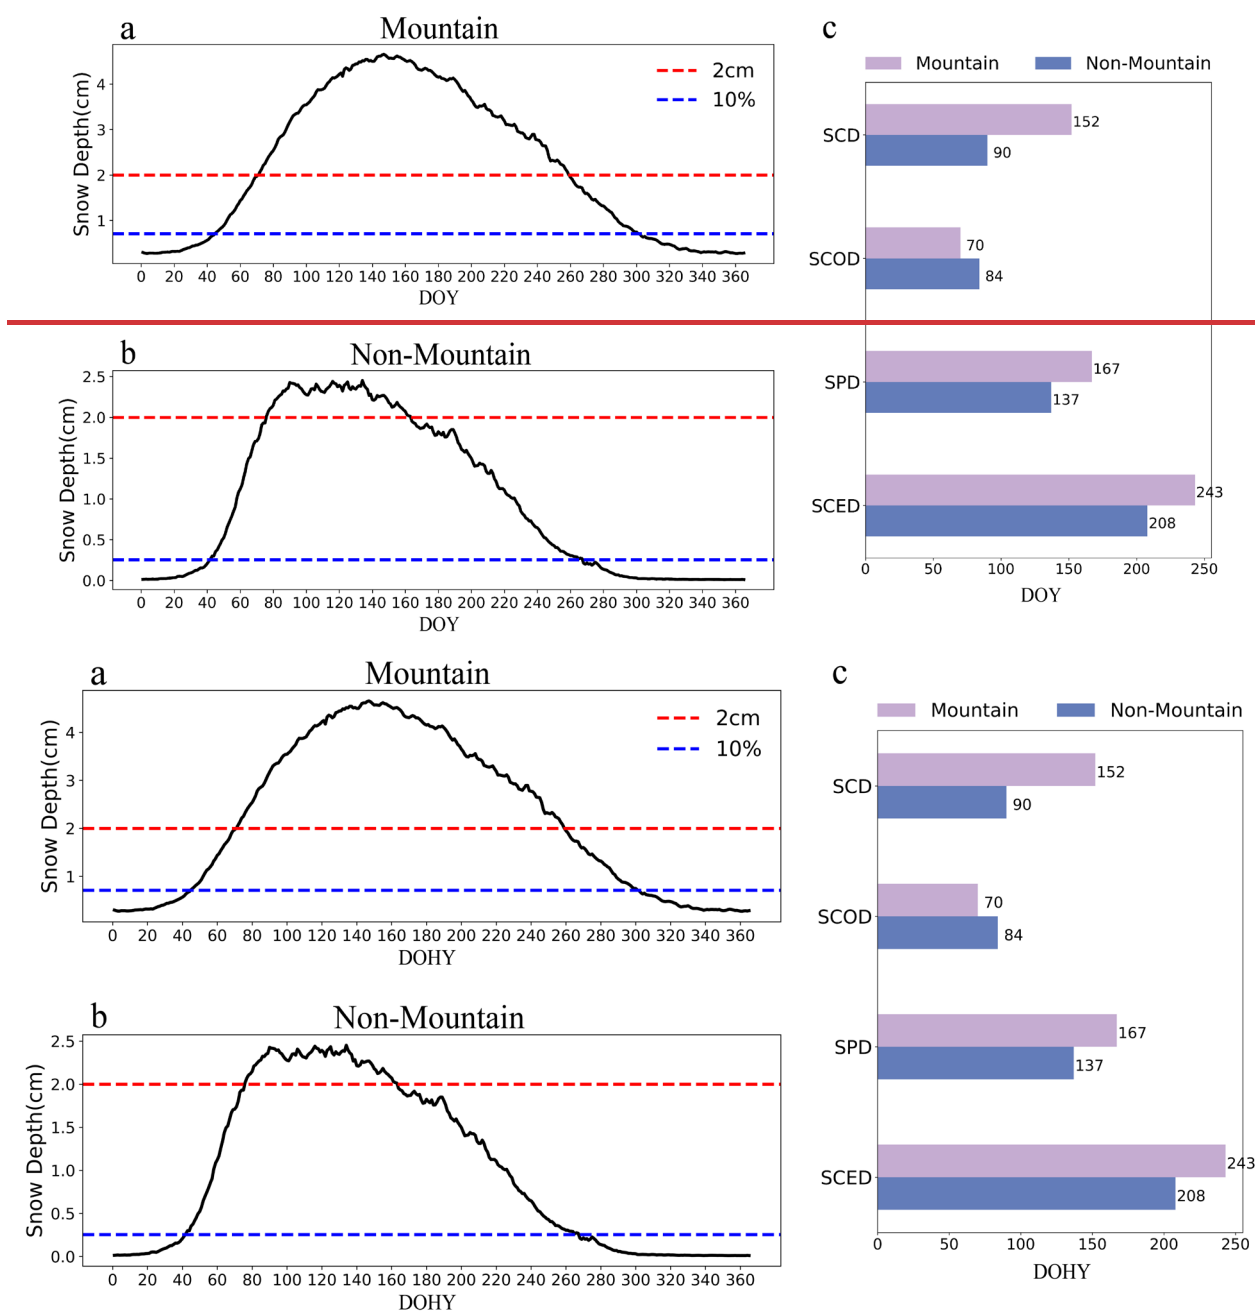 a
Mountain
2cm
10%
Snow Depth(cm)
4
3
2
1
0 20 40 60 80 100 120 140 160 180 200 220 240 260 280 300 320 340 360
DOY
b
Non-Mountain
Snow Depth(cm)
2.5
2.0
1.5
1.0
0.5
0.0
0 20 40 60 80 100 120 140 160 180 200 220 240 260 280 300 320 340 360
DOY
c
Mountain Non-Mountain
SCD
152
90
SCOD
70
84
SPD
167
137
SCED
243
208
0 50 100 150 200 250
DOY
a
Mountain
2cm
10%
Snow Depth(cm)
4
3
2
1
0 20 40 60 80 100 120 140 160 180 200 220 240 260 280 300 320 340 360
DOHY
b
Non-Mountain
Snow Depth(cm)
2.5
2.0
1.5
1.0
0.5
0.0
0 20 40 60 80 100 120 140 160 180 200 220 240 260 280 300 320 340 360
DOHY
c
Mountain Non-Mountain
SCD
152
90
SCOD
70
84
SPD
167
137
SCED
243
208
0 50 100 150 200 250
DOHY